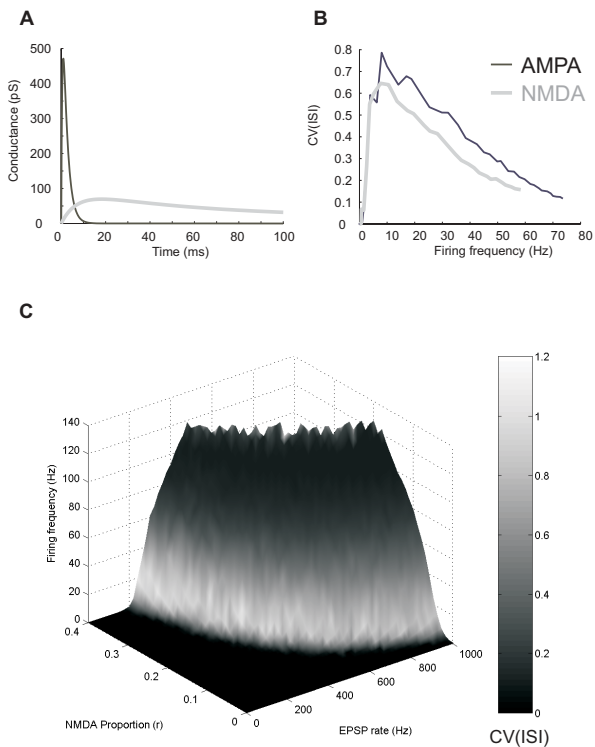 A
500
400
300
200
100
0
Conductance (pS)
0 20 40 60 80 100
Time (ms)
B
0.8
0.7
0.6
0.5
0.4
0.3
0.2
0.1
0
CV(ISI)
AMPA
NMDA
0 10 20 30 40 50 60 70 80
Firing frequency (Hz)
C
140
120
100
80
60
40
20
0
Firing frequency (Hz)
0.4
0.3
0.2
0.1
0
NMDA Proportion (r)
0
200
400
600
800
1000
EPSP rate (Hz)
1.2
1
0.8
0.6
0.4
0.2
0
CV(ISI)